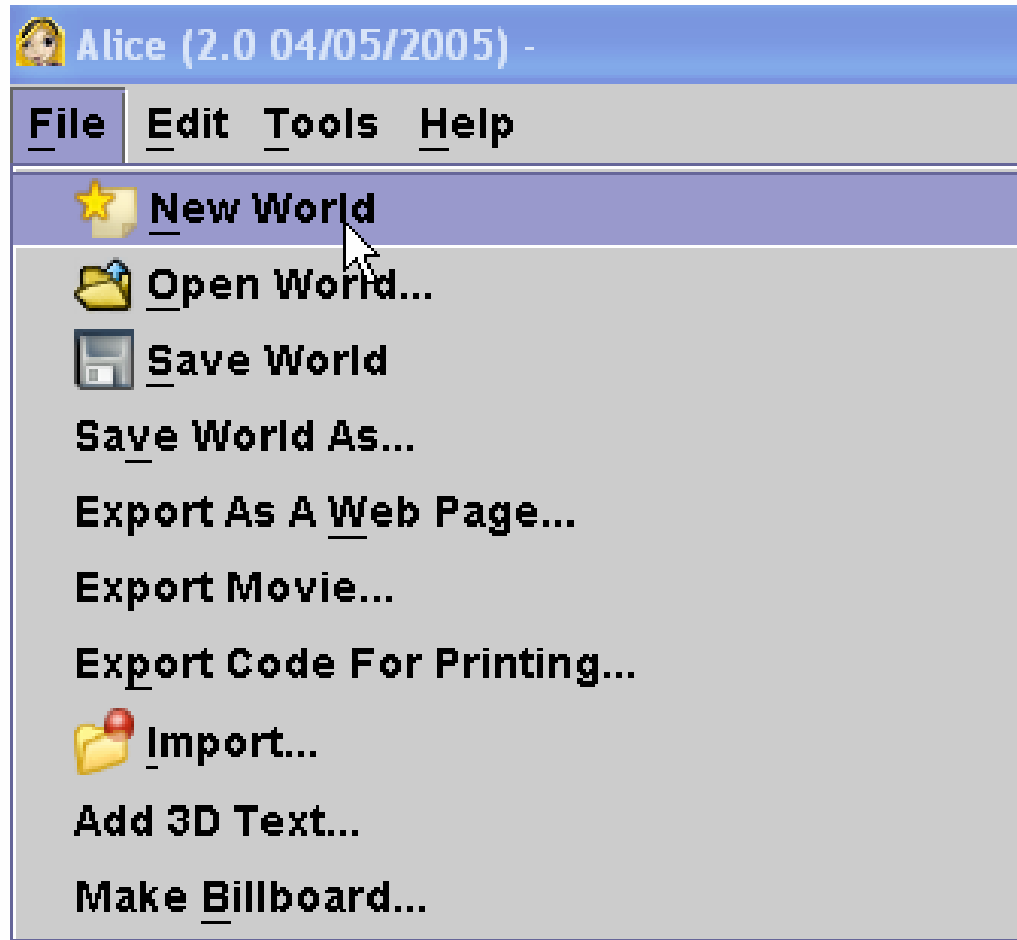 Alice (2.0 04/05/2005) -
File Edit Tools Help
New World
Open World...
Save World
Save World As...
Export As A Web Page...
Export Movie...
Export Code For Printing...
Import...
Add 3D Text...
Make Billboard...